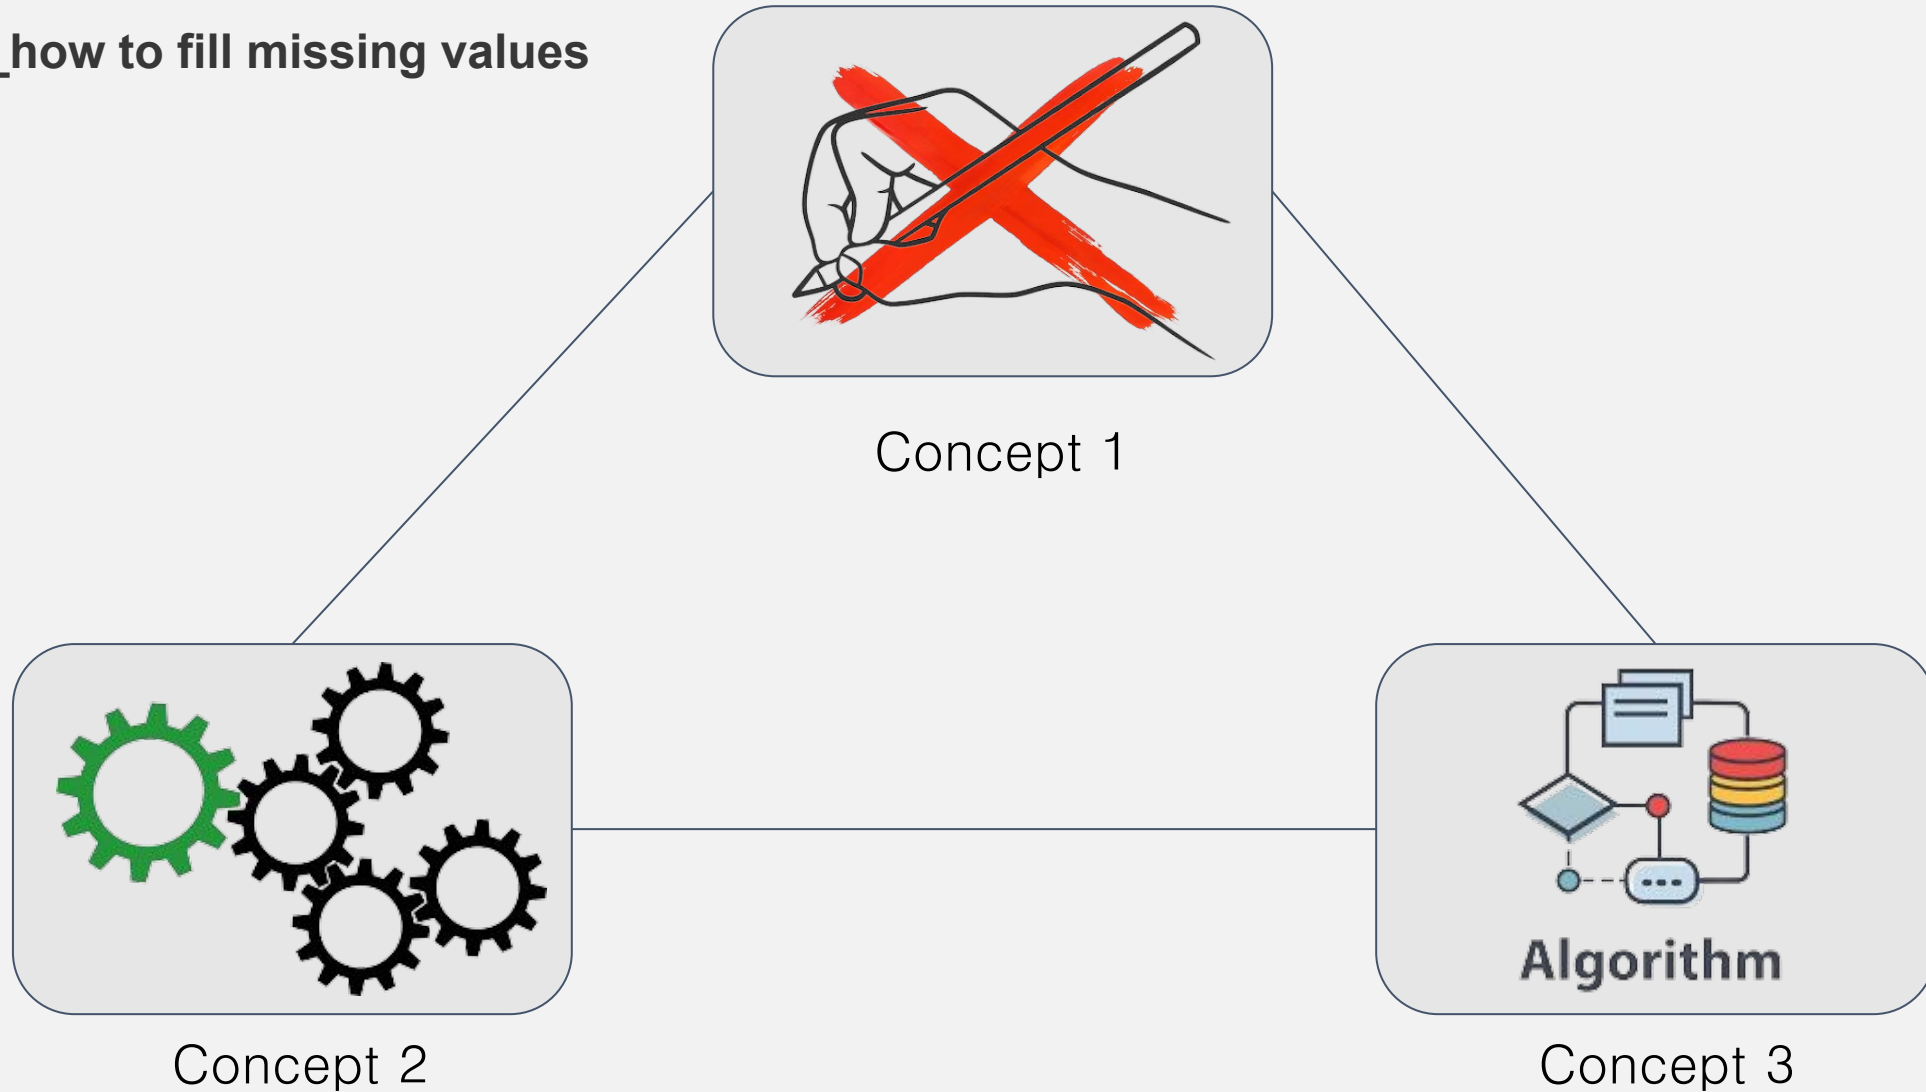 _how to fill missing values
Concept 1
Algorithm
Concept 2
Concept 3